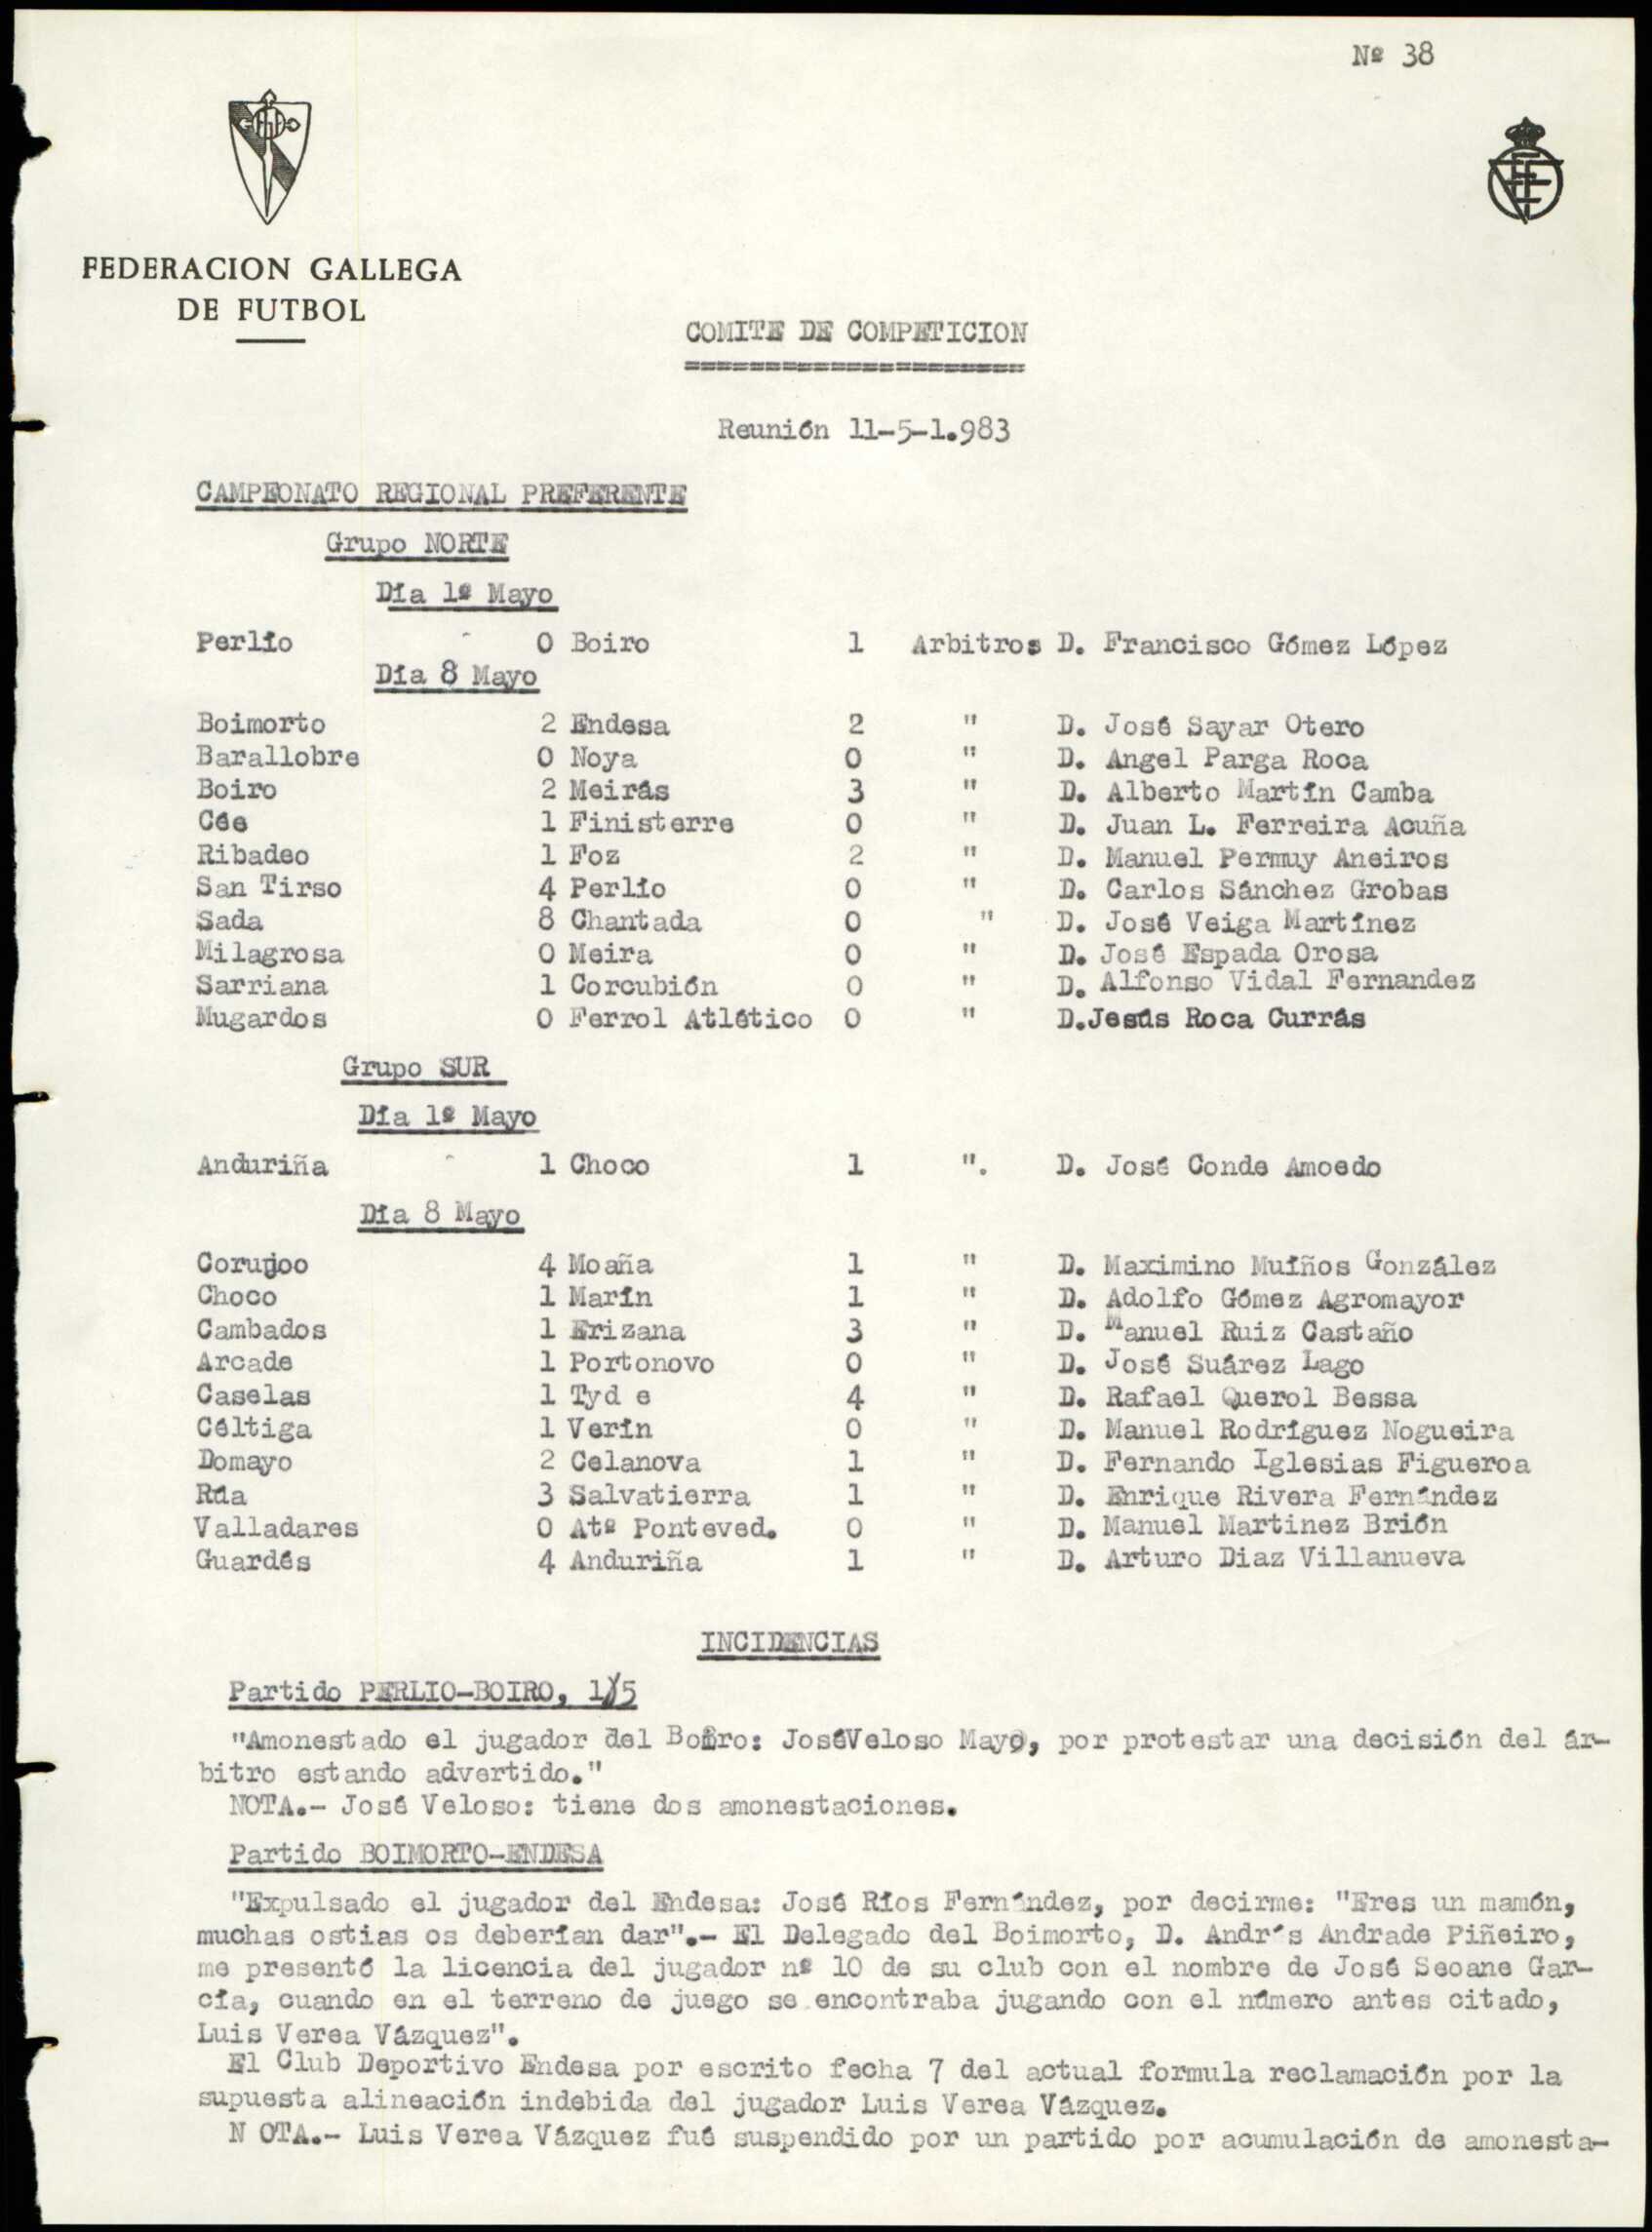 Nº 38
FEDERACION GALLEGA
DE FUTBOL
COMITE DE COMPETICION
=====================
Reunión 11-5-1.983
CAMPEONATO REGIONAL PREFERENTE
Grupo NORTE
Día 1º Mayo
Perlío 0 Boiro 1 Arbitros D. Francisco Gómez López
Día 8 Mayo
Boimorto 2 Endesa 2 " D. José Sayar Otero
Barallobre 0 Noya 0 " D. Angel Parga Roca
Boiro 2 Meirás 3 " D. Alberto Martín Camba
Cée 1 Finisterre 0 " D. Juan L. Ferreira Acuña
Ribadeo 1 Foz 2 " D. Manuel Permuy Aneiros
San Tirso 4 Perlío 0 " D. Carlos Sánchez Grobas
Sada 8 Chantada 0 " D. José Veiga Martínez
Milagrosa 0 Meira 0 " D. José Espada Orosa
Sarriana 1 Corcubión 0 " D. Alfonso Vidal Fernandez
Mugardos 0 Ferrol Atlético 0 " D.Jesús Roca Currás
Grupo SUR
Día 1º Mayo
Anduriña 1 Choco 1 ". D. José Conde Amoedo
Día 8 Mayo
Corujoo 4 Moaña 1 " D. Maximino Muíños González
Choco 1 Marín 1 " D. Adolfo Gómez Agromayor
Cambados 1 Erizana 3 " D. Manuel Ruiz Castaño
Arcade 1 Portonovo 0 " D. José Suárez Lago
Caselas 1 Tyd e 4 " D. Rafael Querol Bessa
Céltiga 1 Verín 0 " D. Manuel Rodríguez Nogueira
Domayo 2 Celanova 1 " D. Fernando Iglesias Figueroa
Rúa 3 Salvatierra 1 " D. Enrique Rivera Fernández
Valladares 0 Atº Ponteved. 0 " D. Manuel Martinez Brión
Guardés 4 Anduriña 1 " D. Arturo Diaz Villanueva
INCIDENCIAS
Partido PERLIO-BOIRO, 1/5
"Amonestado el jugador del Boiro: JoséVeloso Mayo, por protestar una decisión del ár-
bitro estando advertido."
NOTA.- José Veloso: tiene dos amonestaciones.
Partido BOIMORTO-ENDESA
"Expulsado el jugador del Endesa: José Ríos Fernández, por decirme: "Eres un mamón,
muchas ostias os deberían dar".- El Delegado del Boimorto, D. Andrés Andrade Piñeiro,
me presentó la licencia del jugador nº 10 de su club con el nombre de José Seoane Gar-
cía, cuando en el terreno de juego se encontraba jugando con el número antes citado,
Luis Verea Vázquez".
El Club Deportivo Endesa por escrito fecha 7 del actual formula reclamación por la
supuesta alineación indebida del jugador Luis Verea Vázquez.
N OTA.- Luis Verea Vázquez fué suspendido por un partido por acumulación de amonesta-